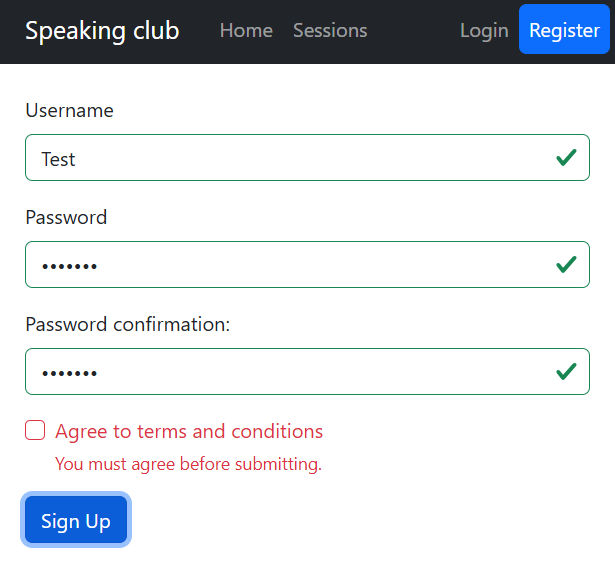 Speaking club Home Sessions Login Register
Username
Test
Password
•••••••
Password confirmation:
•••••••
Agree to terms and conditions
You must agree before submitting.
Sign Up